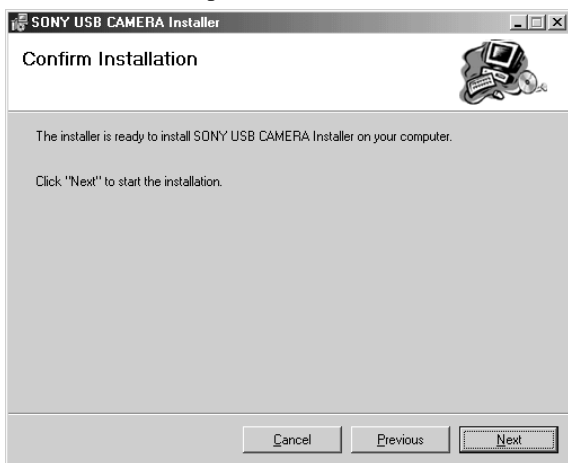 SONY USB CAMERA Installer
Confirm Installation
The installer is ready to install SONY USB CAMERA Installer on your computer.
Click "Next" to start the installation.
Cancel Previous Next